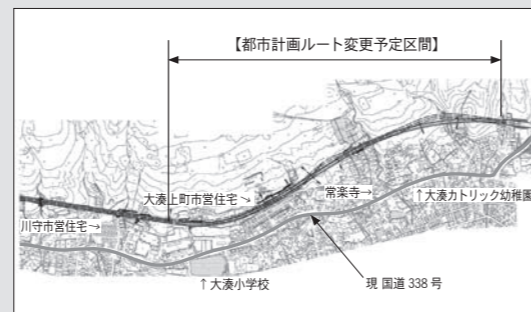 【都市計画ルート変更予定区間】
大湊上町市営住宅→
常楽寺→
↑大湊カトリック幼稚園
川守市営住宅→
↑大湊小学校
現 国道 338 号